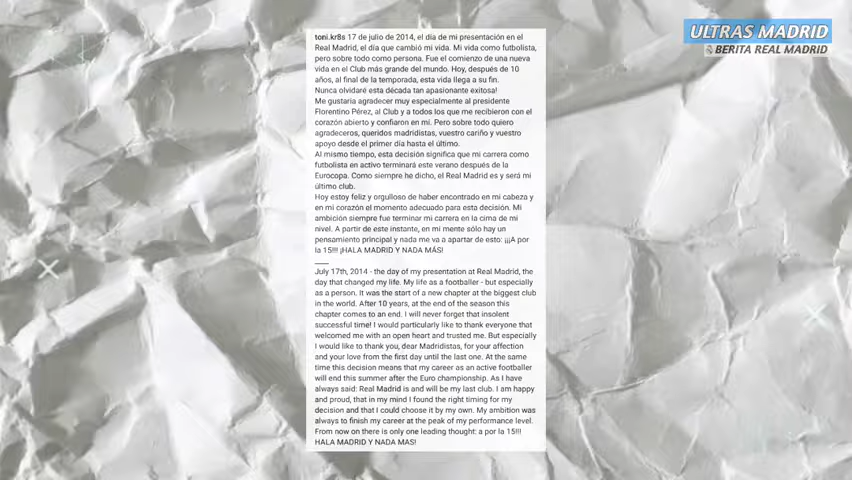 ULTRAS MADRID
BERITA REAL MADRID
toni.kr8s 17 de julio de 2014, el día de mi presentación en el
Real Madrid, el día que cambió mi vida. Mi vida como futbolista,
pero sobre todo como persona. Fue el comienzo de una nueva
vida en el Club más grande del mundo. Hoy, después de 10
años, al final de la temporada, esta vida llega a su fin.
Nunca olvidaré esta década tan apasionante exitosa!
Me gustaría agradecer muy especialmente al presidente
Florentino Pérez, al Club y a todos los que me recibieron con el
corazón abierto y confiaron en mí. Pero sobre todo quiero
agradeceros, queridos madridistas, vuestro cariño y vuestro
apoyo desde el primer día hasta el último.
Al mismo tiempo, esta decisión significa que mi carrera como
futbolista en activo terminará este verano después de la
Eurocopa. Como siempre he dicho, el Real Madrid es y será mi
último club.
Hoy estoy feliz y orgulloso de haber encontrado en mi cabeza y
en mi corazón el momento adecuado para esta decisión. Mi
ambición siempre fue terminar mi carrera en la cima de mi
nivel. A partir de este instante, en mi mente sólo hay un
pensamiento principal y nada me va a apartar de esto: ¡¡¡A por
la 15!!! ¡HALA MADRID Y NADA MÁS!
July 17th, 2014 - the day of my presentation at Real Madrid, the
day that changed my life. My life as a footballer - but especially
as a person. It was the start of a new chapter at the biggest club
in the world. After 10 years, at the end of the season this
chapter comes to an end. I will never forget that insolent
successful time! I would particularly like to thank everyone that
welcomed me with an open heart and trusted me. But especially
I would like to thank you, dear Madridistas, for your affection
and your love from the first day until the last one. At the same
time this decision means that my career as an active footballer
will end this summer after the Euro championship. As I have
always said: Real Madrid is and will be my last club. I am happy
and proud, that in my mind I found the right timing for my
decision and that I could choose it by my own. My ambition was
always to finish my career at the peak of my performance level.
From now on there is only one leading thought: a por la 15!!!
HALA MADRID Y NADA MAS!